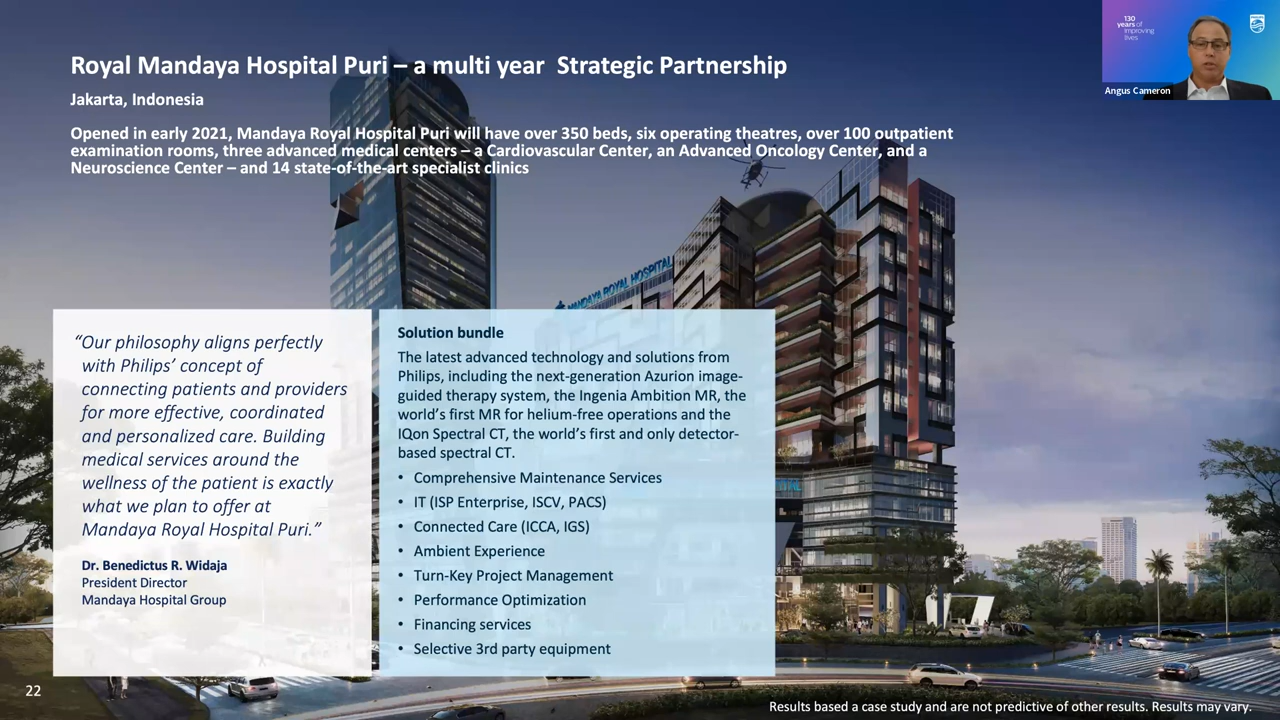 Royal Mandaya Hospital Puri – a multi year Strategic Partnership
Jakarta, Indonesia
Opened in early 2021, Mandaya Royal Hospital Puri will have over 350 beds, six operating theatres, over 100 outpatient
examination rooms, three advanced medical centers – a Cardiovascular Center, an Advanced Oncology Center, and a
Neuroscience Center – and 14 state-of-the-art specialist clinics
130
years of
improving
lives
PHILIPS
Angus Cameron
MANDAYA ROYAL HOSPITAL
“Our philosophy aligns perfectly
with Philips’ concept of
connecting patients and providers
for more effective, coordinated
and personalized care. Building
medical services around the
wellness of the patient is exactly
what we plan to offer at
Mandaya Royal Hospital Puri.”
Dr. Benedictus R. Widaja
President Director
Mandaya Hospital Group
Solution bundle
The latest advanced technology and solutions from
Philips, including the next-generation Azurion image-
guided therapy system, the Ingenia Ambition MR, the
world’s first MR for helium-free operations and the
IQon Spectral CT, the world’s first and only detector-
based spectral CT.
• Comprehensive Maintenance Services
• IT (ISP Enterprise, ISCV, PACS)
• Connected Care (ICCA, IGS)
• Ambient Experience
• Turn-Key Project Management
• Performance Optimization
• Financing services
• Selective 3rd party equipment
22
Results based a case study and are not predictive of other results. Results may vary.